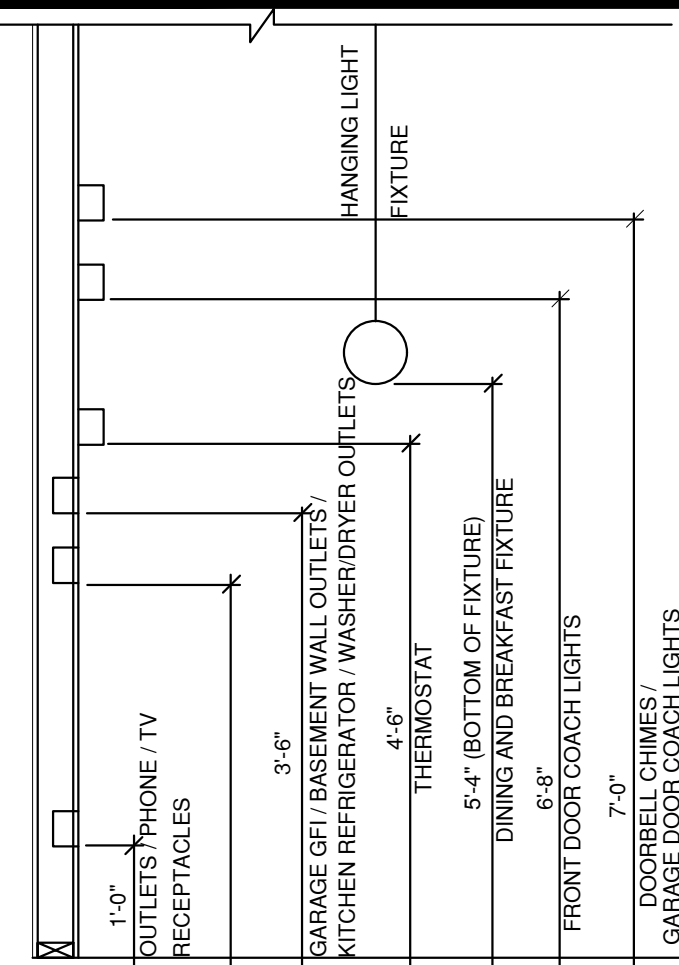 HANGING LIGHT
FIXTURE
1'-0"
OUTLETS / PHONE / TV
RECEPTACLES
3'-6"
GARAGE GFI / BASEMENT WALL OUTLETS /
KITCHEN REFRIGERATOR / WASHER/DRYER OUTLETS
4'-6"
THERMOSTAT
5'-4" (BOTTOM OF FIXTURE)
DINING AND BREAKFAST FIXTURE
6'-8"
FRONT DOOR COACH LIGHTS
7'-0"
DOORBELL CHIMES /
GARAGE DOOR COACH LIGHTS